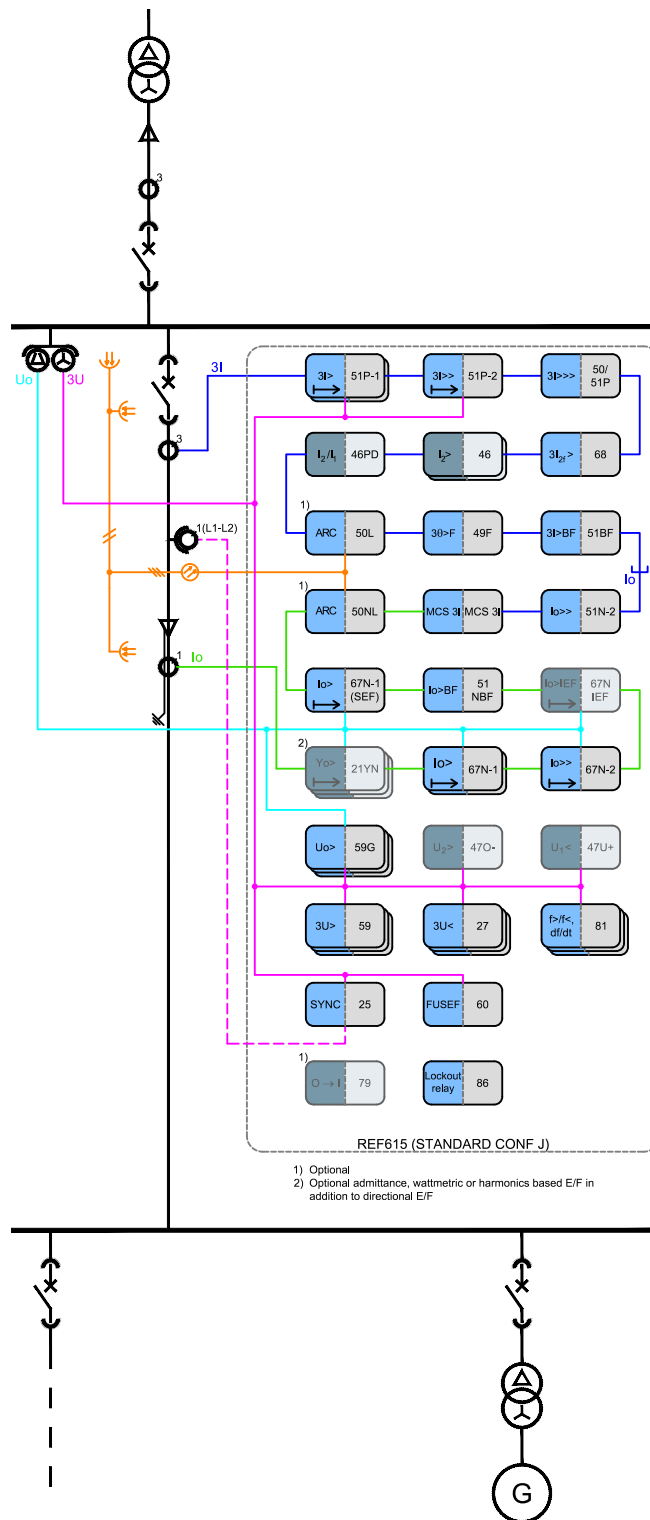 3
Uo
3U
3I
3I>
51P-1
3I>>
51P-2
3I>>>
50/
51P
3
I2/I1
46PD
I2>
46
3I2f>
68
1)
ARC
50L
3θ>F
49F
3I>BF
51BF
1(L1-L2)
Io
1)
ARC
50NL
MCS 3I
MCS 3I
Io>>
51N-2
1
Io
Io>
67N-1
(SEF)
Io>BF
51
NBF
Io>IEF
67N
IEF
2)
Yo>
21YN
Io>
67N-1
Io>>
67N-2
Uo>
59G
U2>
47O-
U1<
47U+
3U>
59
3U<
27
f>/f<,
df/dt
81
SYNC
25
FUSEF
60
1)
O → I
79
Lockout
relay
86
REF615 (STANDARD CONF J)
1) Optional
2) Optional admittance, wattmetric or harmonics based E/F in
addition to directional E/F
G